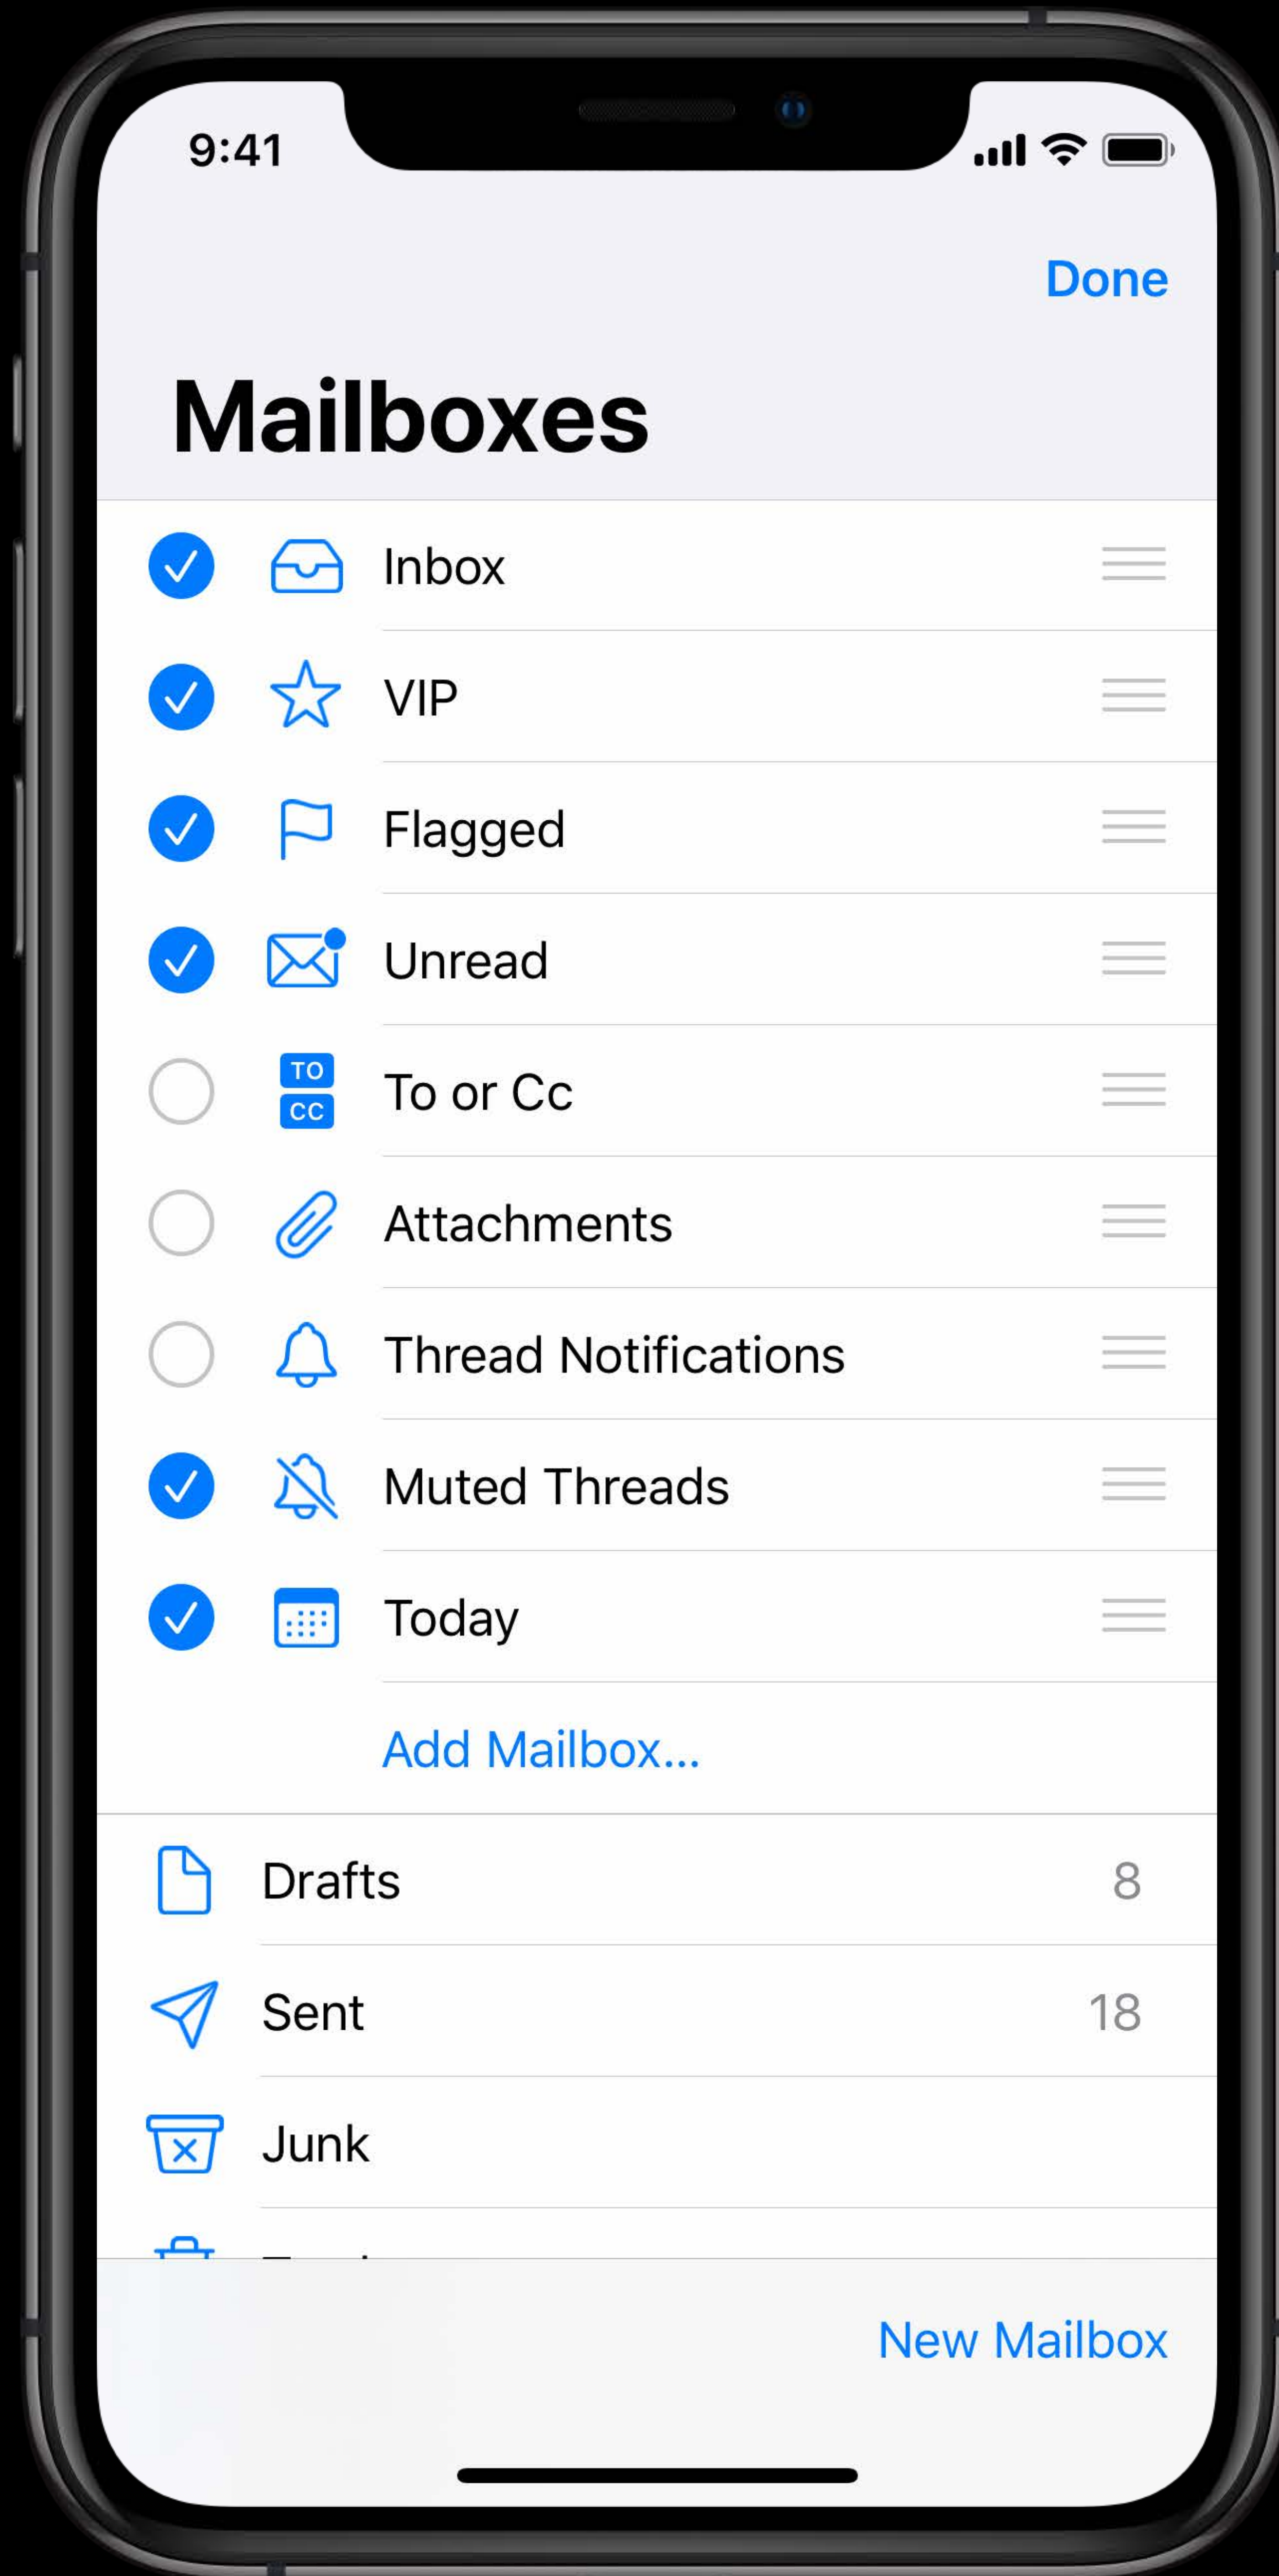 9:41
Done
Mailboxes
Inbox
VIP
Flagged
Unread
TO
CC
To or Cc
Attachments
Thread Notifications
Muted Threads
Today
Add Mailbox...
Drafts 8
Sent 18
Junk
New Mailbox